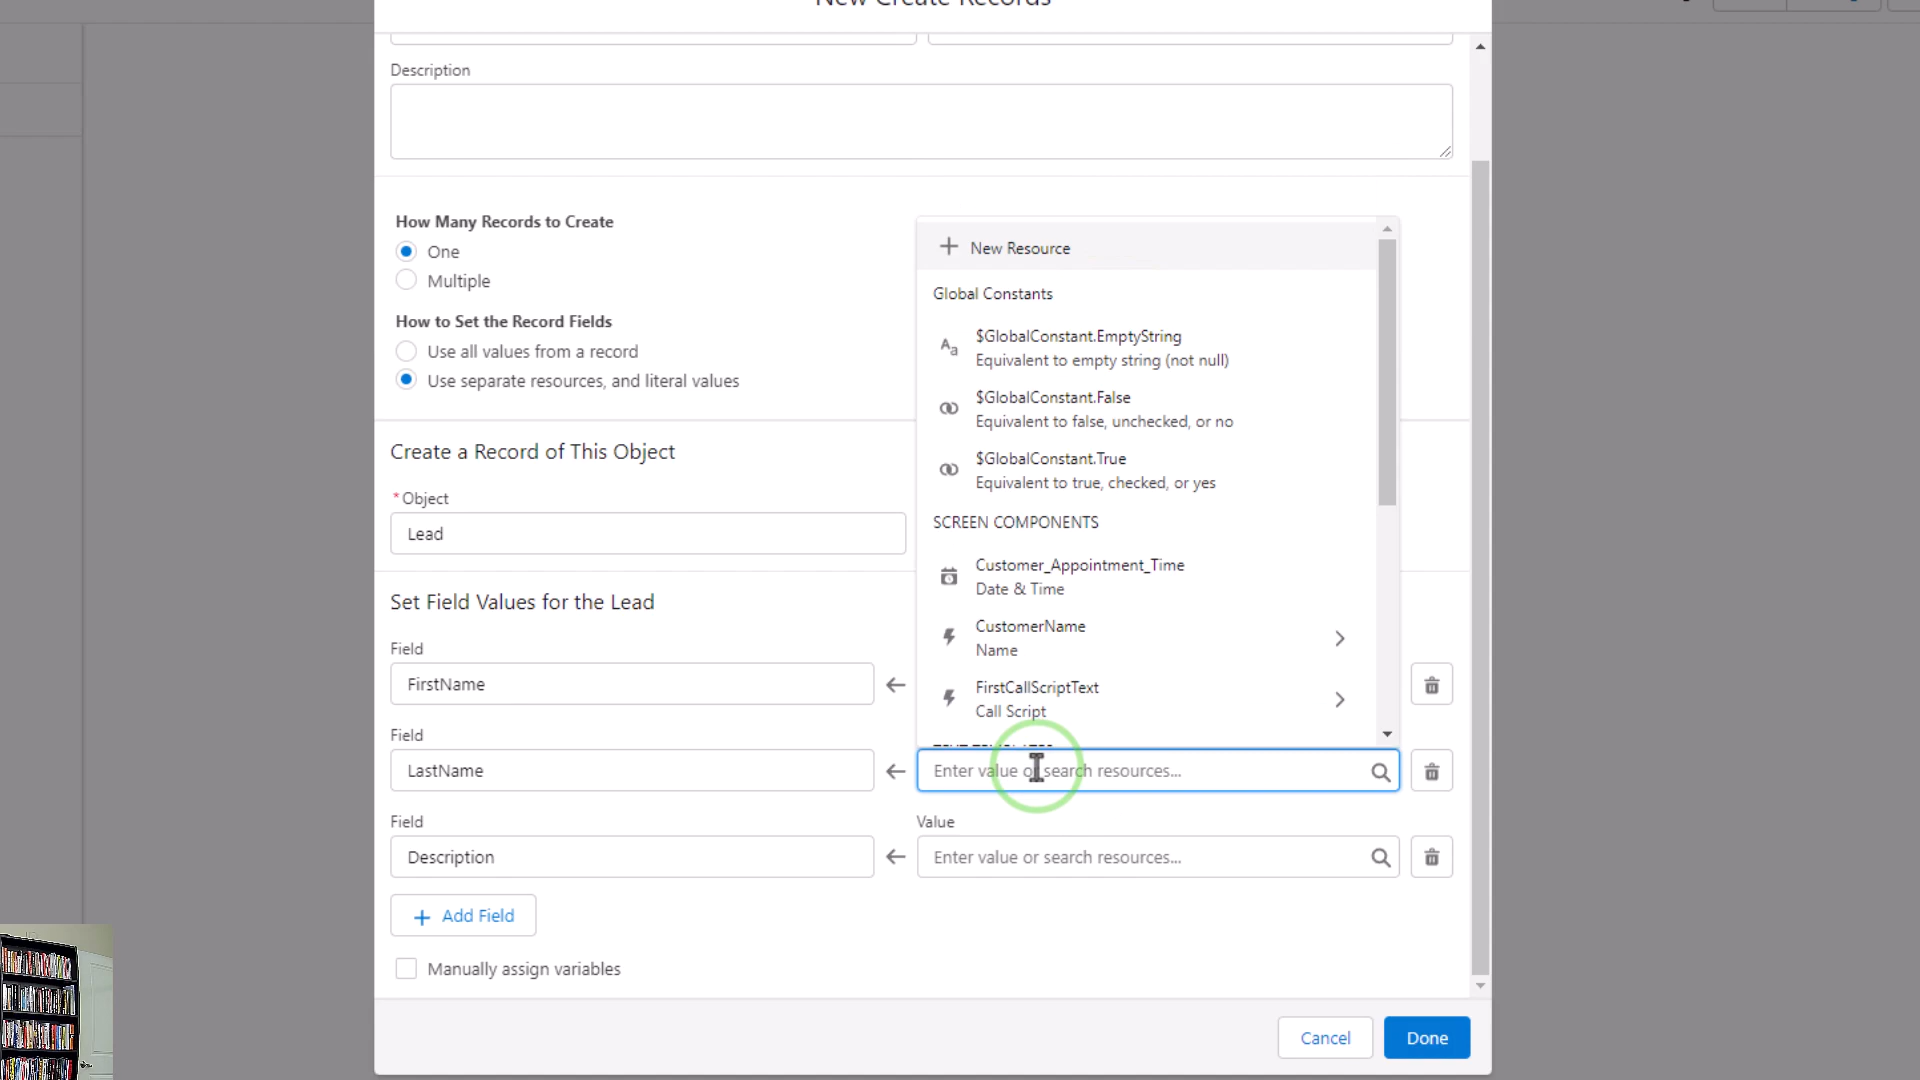 New Create Records
Description
How Many Records to Create
One
Multiple
How to Set the Record Fields
Use all values from a record
Use separate resources, and literal values
Create a Record of This Object
*Object
Lead
Set Field Values for the Lead
Field
FirstName
Field
LastName
Enter value or search resources...
Field
Value
Description
Enter value or search resources...
+ Add Field
Manually assign variables
+ New Resource
Global Constants
Aa
$GlobalConstant.EmptyString
Equivalent to empty string (not null)
$GlobalConstant.False
Equivalent to false, unchecked, or no
$GlobalConstant.True
Equivalent to true, checked, or yes
SCREEN COMPONENTS
Customer_Appointment_Time
Date & Time
CustomerName
Name
FirstCallScriptText
Call Script
Cancel
Done